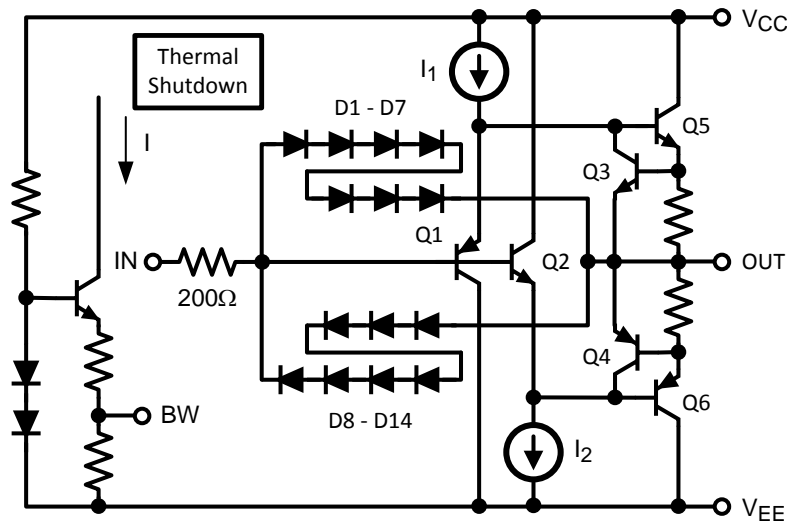 V_CC
Thermal
Shutdown
I_1
D1 - D7
Q5
I
Q3
Q1
IN
Q2
OUT
200Ω
Q4
Q6
BW
D8 - D14
I_2
V_EE